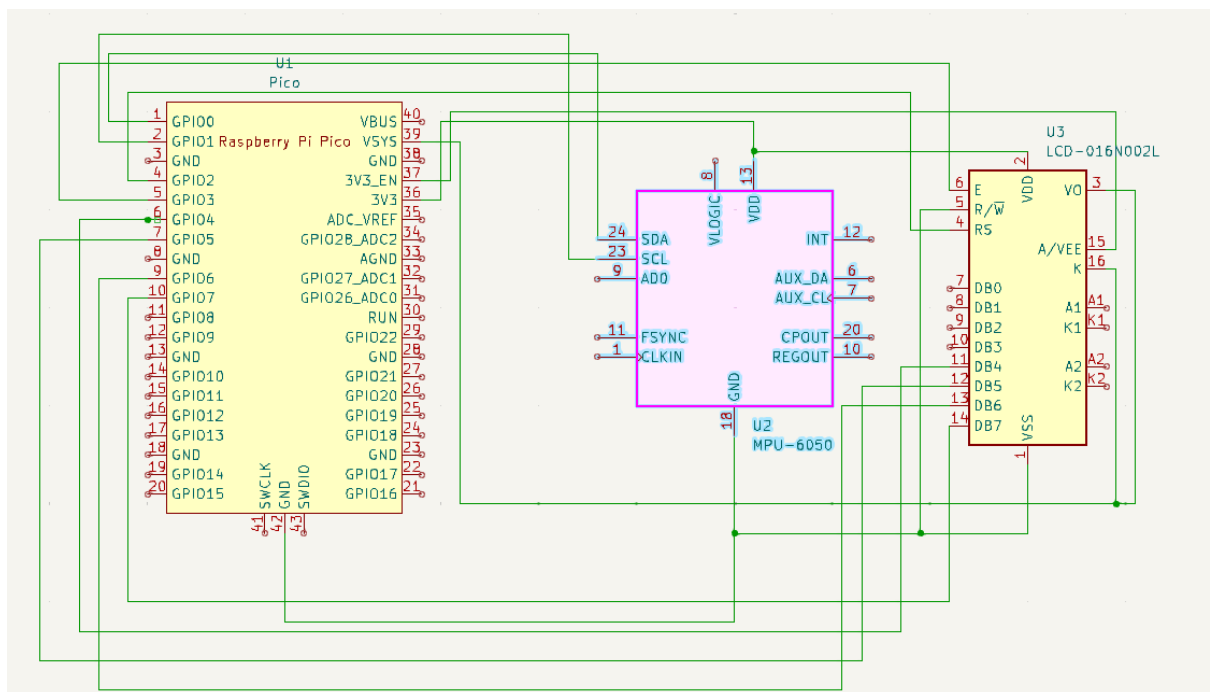 U1
Pico
Raspberry Pi Pico
1 GPIO0
2 GPIO1
3 GND
4 GPIO2
5 GPIO3
6 GPIO4
7 GPIO5
8 GND
9 GPIO6
10 GPIO7
11 GPIO8
12 GPIO9
13 GND
14 GPIO10
15 GPIO11
16 GPIO12
17 GPIO13
18 GND
19 GPIO14
20 GPIO15
VBUS 40
VSYS 39
GND 38
3V3_EN 37
3V3 36
ADC_VREF 35
GPIO28_ADC2 34
AGND 33
GPIO27_ADC1 32
GPIO26_ADC0 31
RUN 30
GPIO22 29
GND 28
GPIO21 27
GPIO20 26
GPIO19 25
GPIO18 24
GND 23
GPIO17 22
GPIO16 21
SWCLK 41
GND 42
SWDIO 43
8 VLOGIC
13 VDD
24 SDA
23 SCL
9 AD0
11 FSYNC
1 CLKIN
INT 12
AUX_DA 6
AUX_CL 7
CPOUT 20
REGOUT 10
GND 18
U2
MPU-6050
U3
LCD-016N002L
2 VDD
6 E
5 R/W
4 RS
7 DB0
8 DB1
9 DB2
10 DB3
11 DB4
12 DB5
13 DB6
14 DB7
VO 3
A/VEE 15
K 16
A1 A1
K1 K1
A2 A2
K2 K2
VSS 1